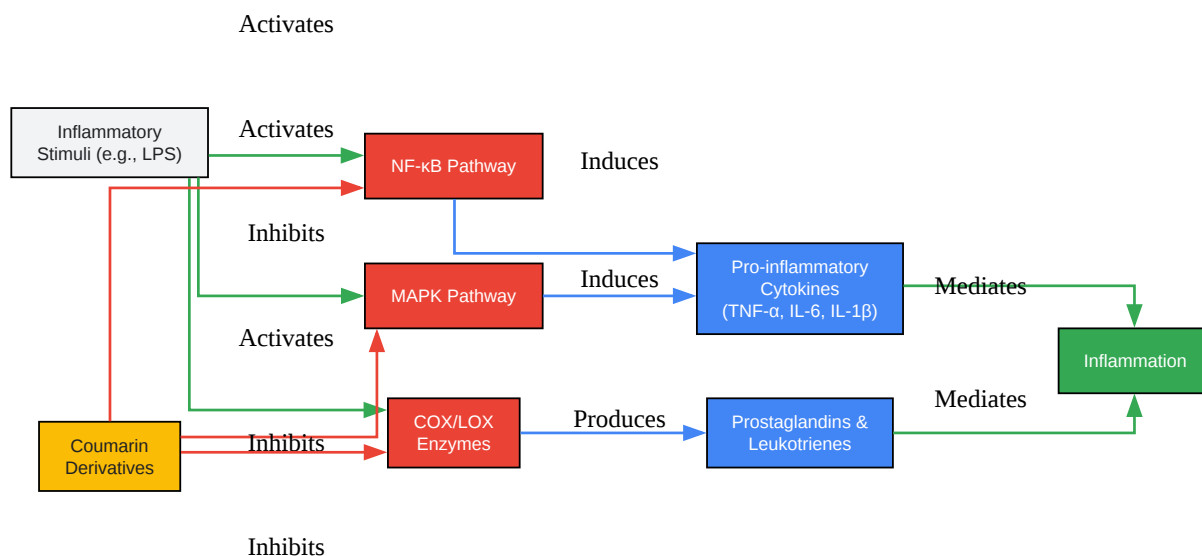 Activates
Inflammatory
Stimuli (e.g., LPS)
Activates
NF-κB Pathway
Induces
Inhibits
MAPK Pathway
Induces
Pro-inflammatory
Cytokines
(TNF-α, IL-6, IL-1β)
Mediates
Activates
Inflammation
Coumarin
Derivatives
Inhibits
COX/LOX
Enzymes
Produces
Prostaglandins &
Leukotrienes
Mediates
Inhibits